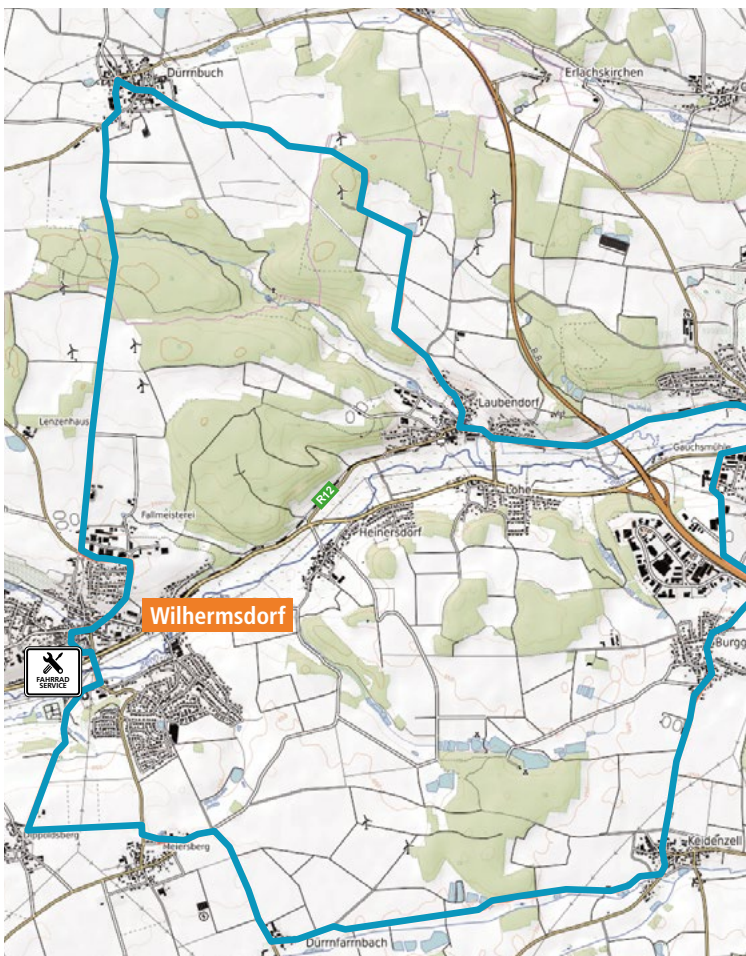 Dürrnbuch
Erlachskirchen
Lenzenhaus
Laubendorf
Gauchsmühle
Fallmeisterei
R12
Lohe
Heinersdorf
Wilhermsdorf
FAHRRAD
SERVICE
Burgg
Dippoldsberg
Meiersberg
Keidenzell
Dürrnfarrnbach